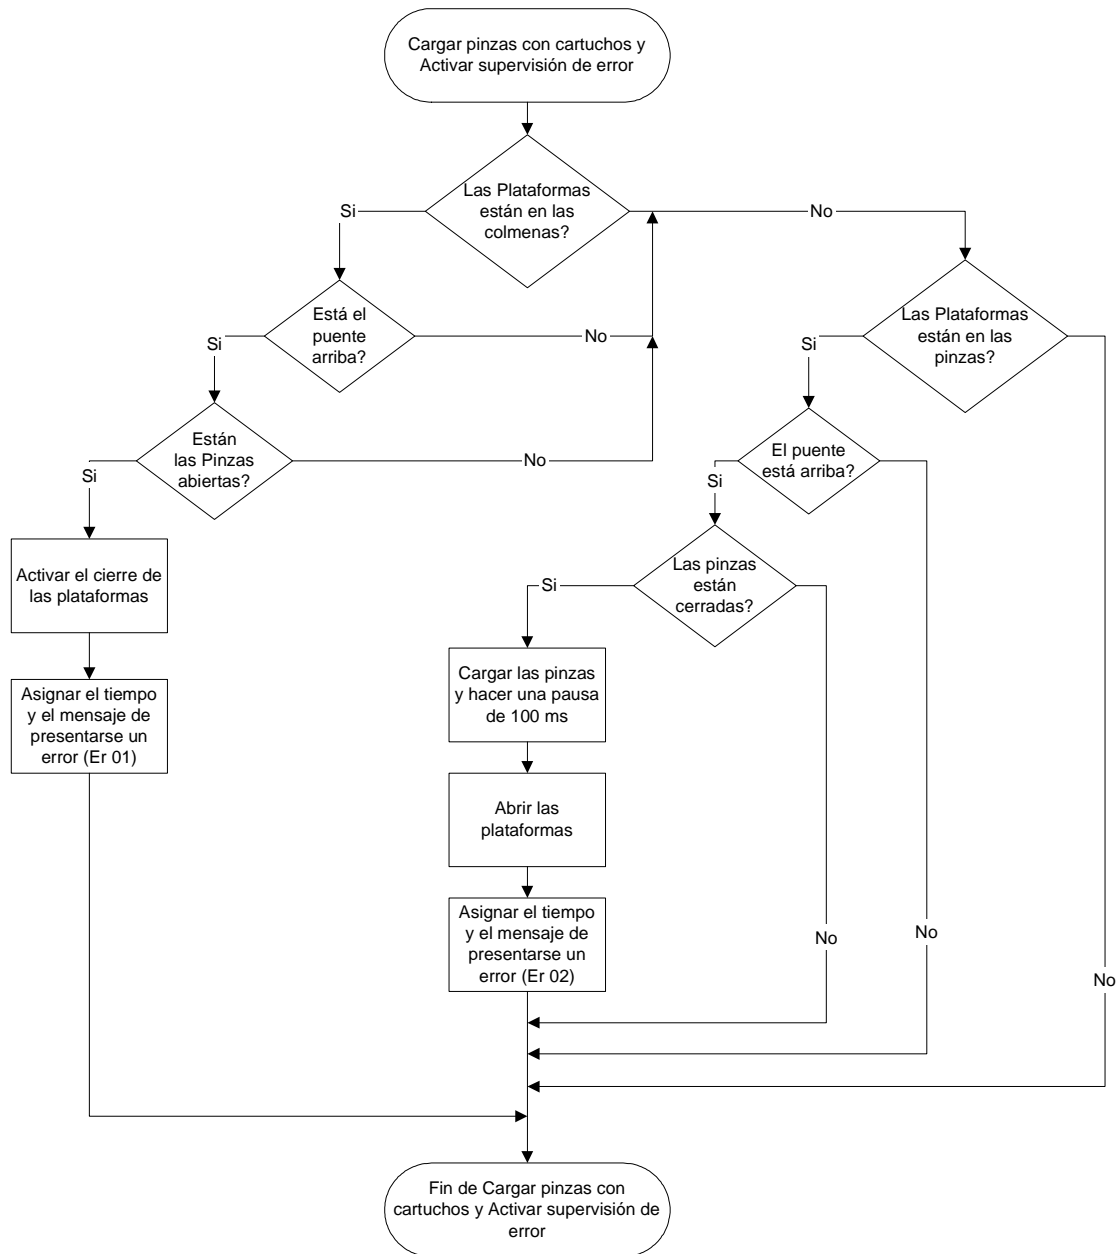 Cargar pinzas con cartuchos y
Activar supervisión de error
Las Plataformas
están en las
colmenas?
Si
No
Está el
puente
arriba?
Si
No
Las Plataformas
están en las
pinzas?
Si
No
Están
las Pinzas
abiertas?
Si
No
El puente
está arriba?
Si
No
Activar el cierre de
las plataformas
Las pinzas
están
cerradas?
Si
No
Asignar el tiempo
y el mensaje de
presentarse un
error (Er 01)
Cargar las pinzas
y hacer una pausa
de 100 ms
Abrir las
plataformas
Asignar el tiempo
y el mensaje de
presentarse un
error (Er 02)
Fin de Cargar pinzas con
cartuchos y Activar supervisión de
error